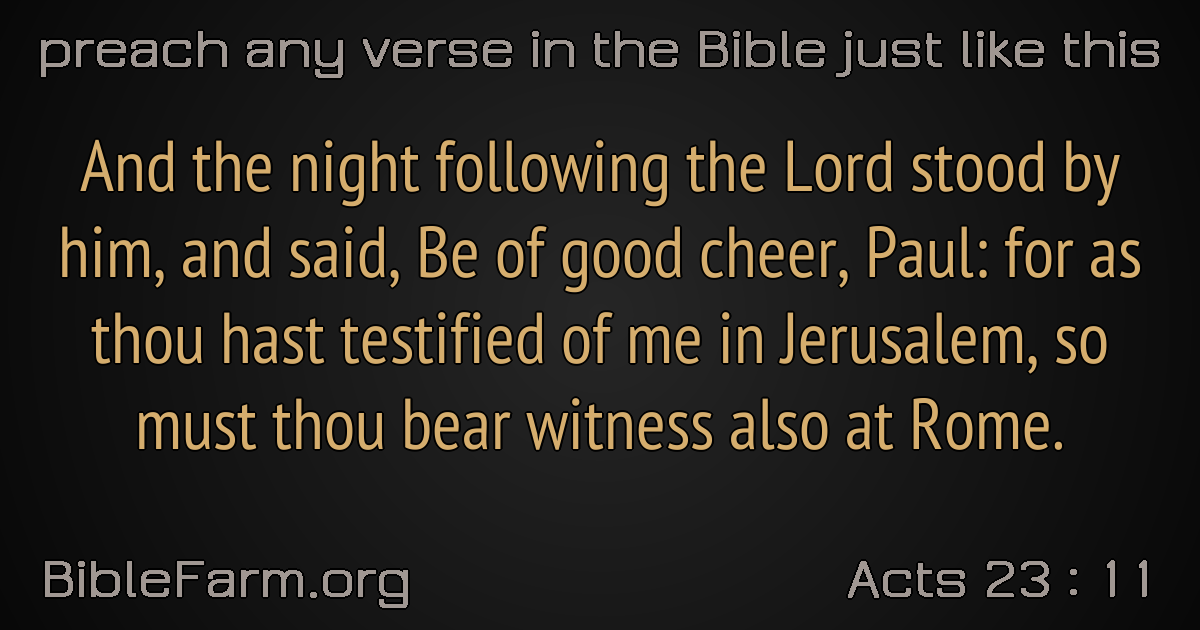 preach any verse in the Bible just like this
And the night following the Lord stood by
him, and said, Be of good cheer, Paul: for as
thou hast testified of me in Jerusalem, so
must thou bear witness also at Rome.
BibleFarm.org
Acts 23 : 11